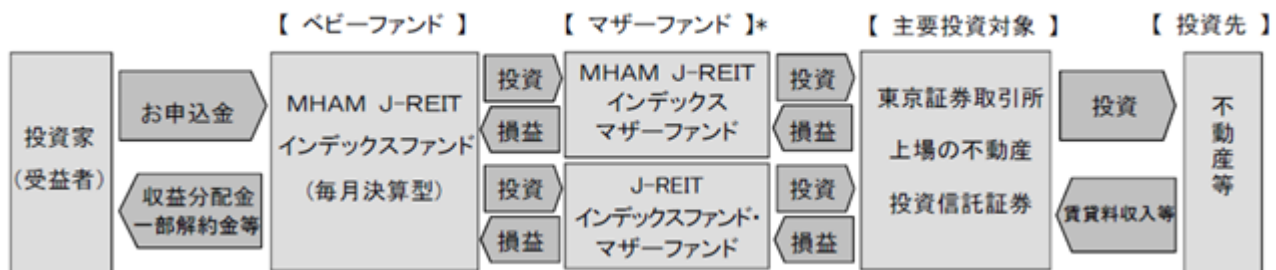 【 ベビーファンド 】
【 マザーファンド 】*
【 主要投資対象 】
【 投資先 】
投資家
(受益者)
お申込金
収益分配金
一部解約金等
MHAM J-REIT
インデックスファンド
(毎月決算型)
投資
損益
投資
損益
MHAM J-REIT
インデックス
マザーファンド
J-REIT
インデックスファンド・
マザーファンド
投資
損益
投資
損益
東京証券取引所
上場の不動産
投資信託証券
投資
賃貸料収入等
不動産等